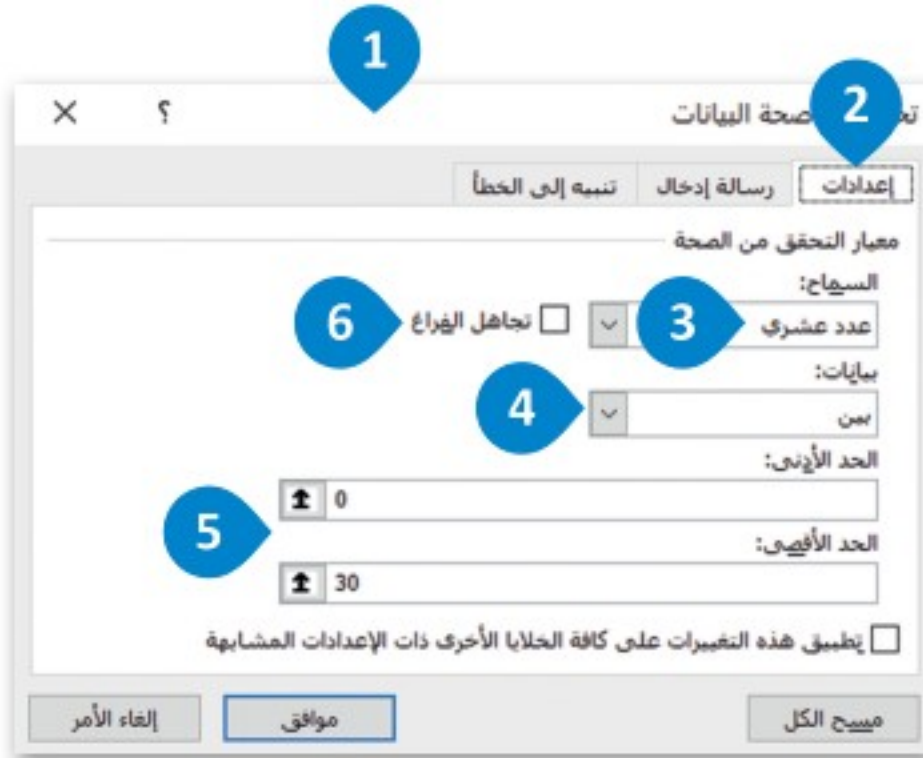 1
2
صحة البيانات
؟
إعدادات
رسالة إدخال
تنبيه إلى الخطأ
معيار التحقق من الصحة
السماح:
3
عدد عشري
تجاهل الفراغ
6
بيانات:
بين
4
الحد الأدنى:
0
5
الحد الأقصى:
30
تطبيق هذه التغييرات على كافة الخلايا الأخرى ذات الإعدادات المشابهة
مسح الكل
موافق
إلغاء الأمر